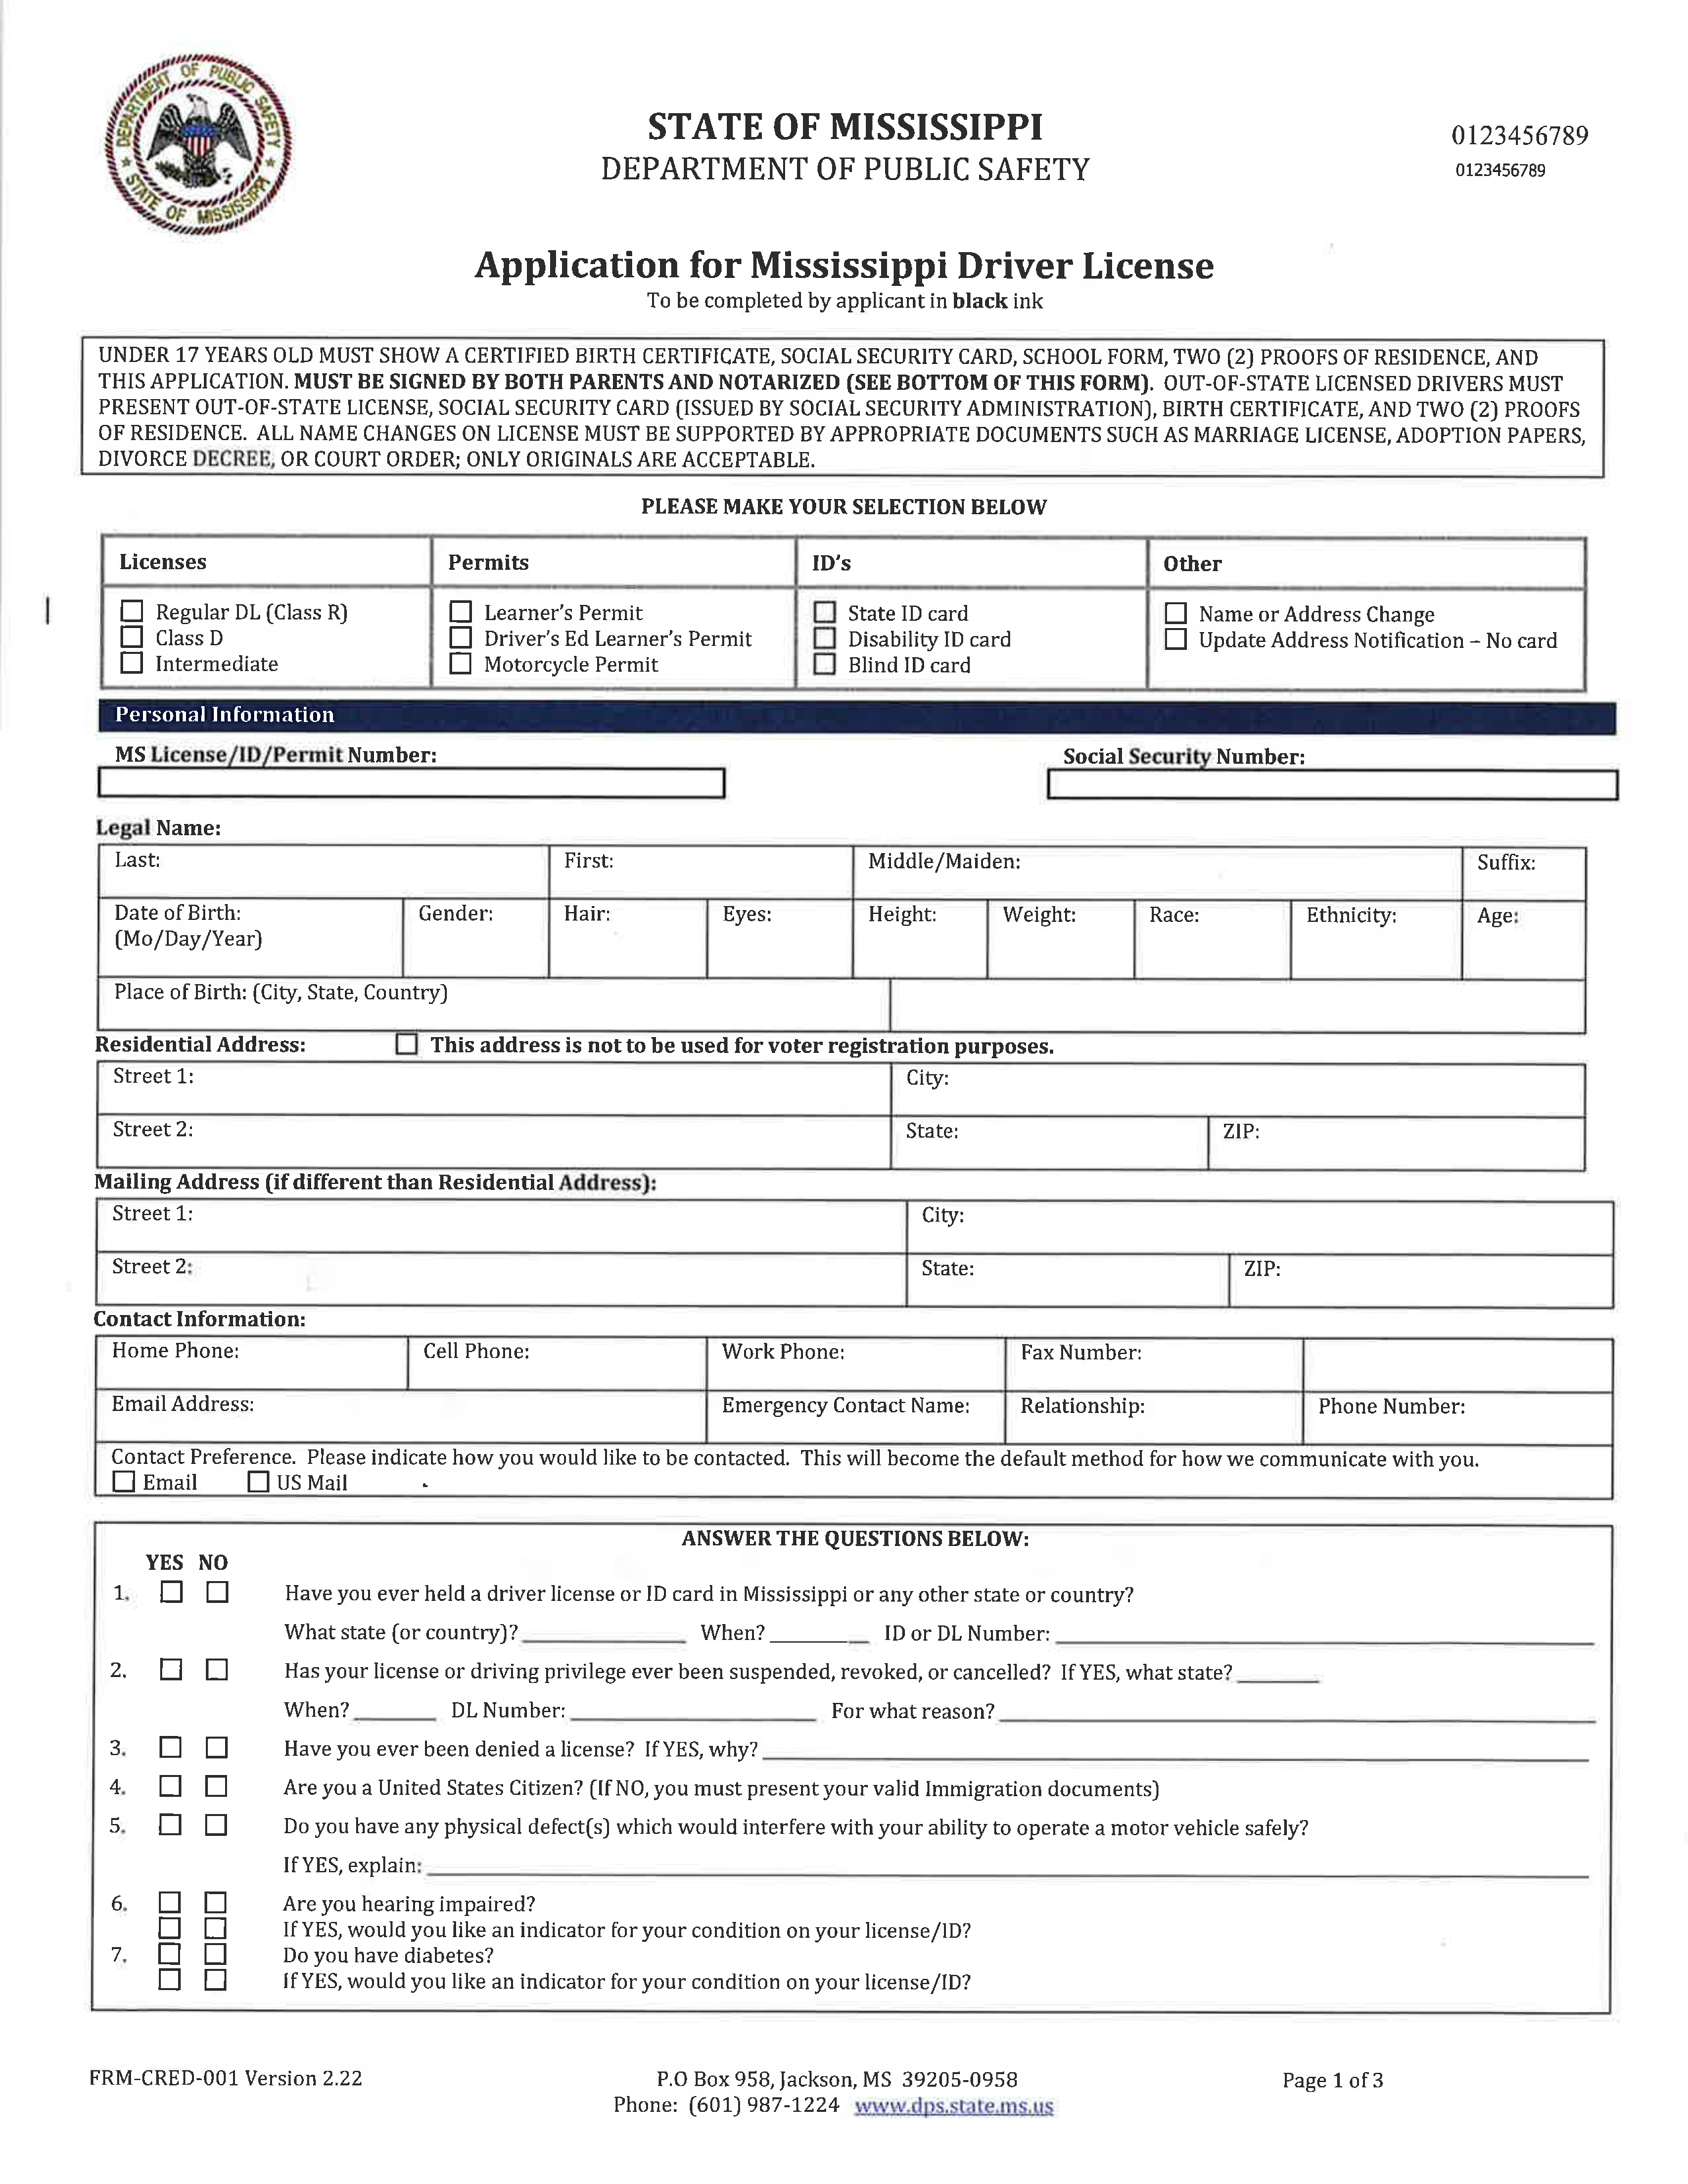 DEPARTMENT OF PUBLIC SAFETY
STATE OF MISSISSIPPI
STATE OF MISSISSIPPI
DEPARTMENT OF PUBLIC SAFETY
0123456789
0123456789
Application for Mississippi Driver License
To be completed by applicant in black ink
UNDER 17 YEARS OLD MUST SHOW A CERTIFIED BIRTH CERTIFICATE, SOCIAL SECURITY CARD, SCHOOL FORM, TWO (2) PROOFS OF RESIDENCE, AND
THIS APPLICATION. MUST BE SIGNED BY BOTH PARENTS AND NOTARIZED (SEE BOTTOM OF THIS FORM). OUT-OF-STATE LICENSED DRIVERS MUST
PRESENT OUT-OF-STATE LICENSE, SOCIAL SECURITY CARD (ISSUED BY SOCIAL SECURITY ADMINISTRATION), BIRTH CERTIFICATE, AND TWO (2) PROOFS
OF RESIDENCE. ALL NAME CHANGES ON LICENSE MUST BE SUPPORTED BY APPROPRIATE DOCUMENTS SUCH AS MARRIAGE LICENSE, ADOPTION PAPERS,
DIVORCE DECREE, OR COURT ORDER; ONLY ORIGINALS ARE ACCEPTABLE.
PLEASE MAKE YOUR SELECTION BELOW
Licenses Permits ID's Other
Regular DL (Class R) Learner's Permit State ID card Name or Address Change
Class D Driver's Ed Learner's Permit Disability ID card Update Address Notification – No card
Intermediate Motorcycle Permit Blind ID card
Personal Information
MS License/ID/Permit Number: Social Security Number:
Legal Name:
Last: First: Middle/Maiden: Suffix:
Date of Birth: Gender: Hair: Eyes: Height: Weight: Race: Ethnicity: Age:
(Mo/Day/Year)
Place of Birth: (City, State, Country)
Residential Address: This address is not to be used for voter registration purposes.
Street 1: City:
Street 2: State: ZIP:
Mailing Address (if different than Residential Address):
Street 1: City:
Street 2: State: ZIP:
Contact Information:
Home Phone: Cell Phone: Work Phone: Fax Number:
Email Address: Emergency Contact Name: Relationship: Phone Number:
Contact Preference. Please indicate how you would like to be contacted. This will become the default method for how we communicate with you.
Email US Mail
ANSWER THE QUESTIONS BELOW:
YES NO
1. Have you ever held a driver license or ID card in Mississippi or any other state or country?
What state (or country)? When? ID or DL Number:
2. Has your license or driving privilege ever been suspended, revoked, or cancelled? If YES, what state?
When? DL Number: For what reason?
3. Have you ever been denied a license? If YES, why?
4. Are you a United States Citizen? (If NO, you must present your valid Immigration documents)
5. Do you have any physical defect(s) which would interfere with your ability to operate a motor vehicle safely?
If YES, explain:
6. Are you hearing impaired?
If YES, would you like an indicator for your condition on your license/ID?
7. Do you have diabetes?
If YES, would you like an indicator for your condition on your license/ID?
FRM-CRED-001 Version 2.22 P.O Box 958, Jackson, MS 39205-0958 Page 1 of 3
Phone: (601) 987-1224 www.dps.state.ms.us